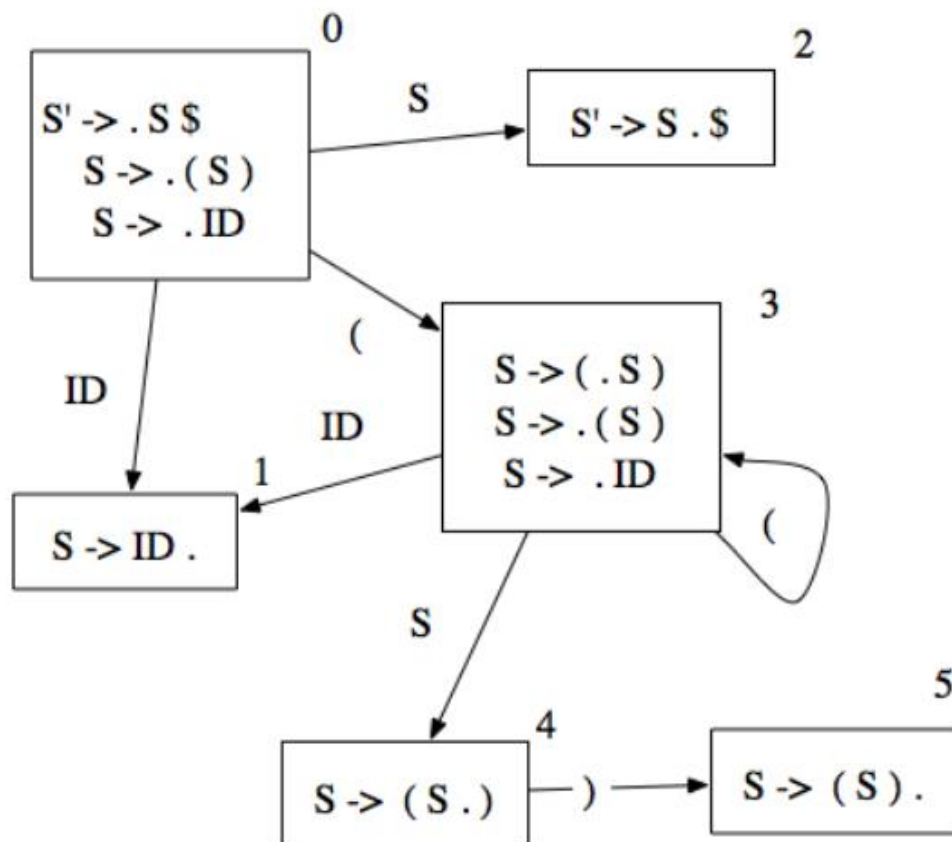 0
S' -> . S $
S -> . ( S )
S -> . ID
S
2
S' -> S . $
(
ID
3
S -> ( . S )
S -> . ( S )
S -> . ID
ID
1
S -> ID .
(
S
4
S -> ( S . )
)
5
S -> ( S ) .